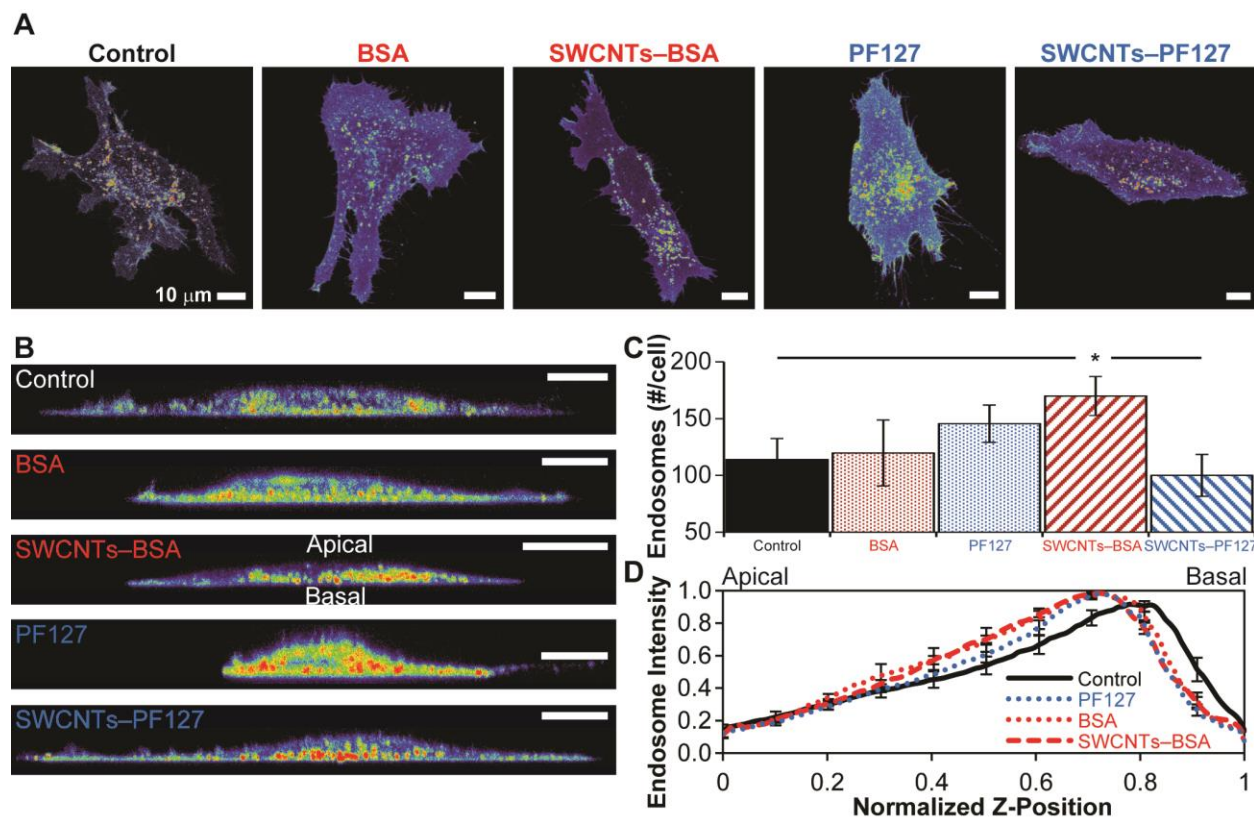 A
Control
BSA
SWCNTs–BSA
PF127
SWCNTs–PF127
10 µm
B
Control
BSA
SWCNTs–BSA
Apical
Basal
PF127
SWCNTs–PF127
C
Endosomes (#/cell)
200
150
100
50
*
Control
BSA
PF127
SWCNTs–BSA
SWCNTs–PF127
D
Apical
Basal
Endosome Intensity
1.0
0.8
0.6
0.4
0.2
0.0
Control
PF127
BSA
SWCNTs–BSA
0
0.2
0.4
0.6
0.8
1
Normalized Z-Position